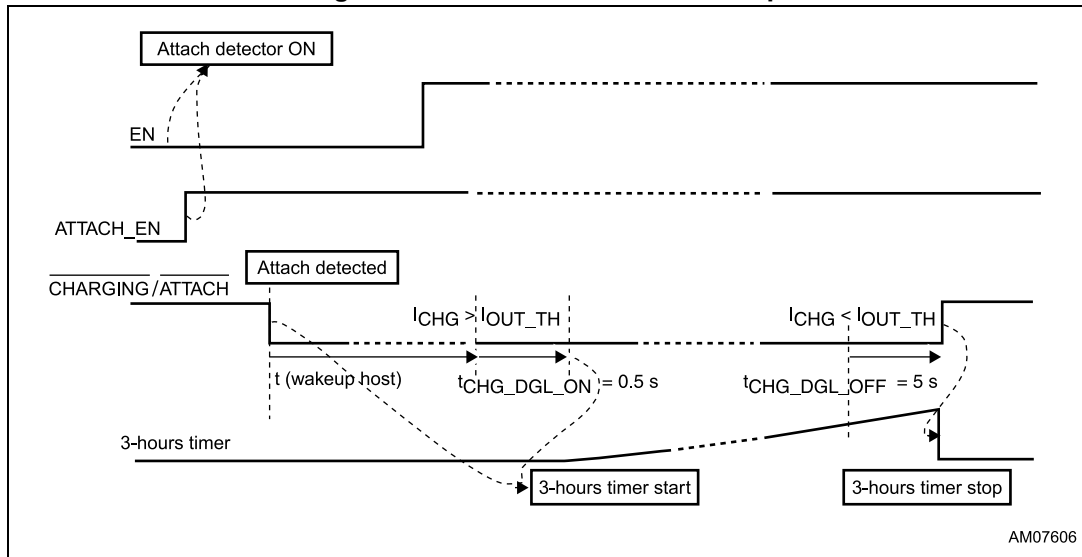 Attach detector ON
EN
ATTACH_EN
Attach detected
CHARGING/ATTACH
ICHG > IOUT_TH
ICHG < IOUT_TH
t (wakeup host)
tCHG_DGL_ON = 0.5 s
tCHG_DGL_OFF = 5 s
3-hours timer
3-hours timer start
3-hours timer stop
AM07606